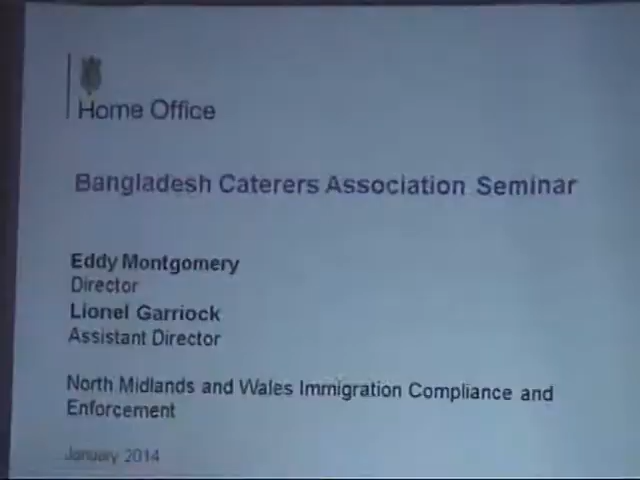 Home Office
Bangladesh Caterers Association Seminar
Eddy Montgomery
Director
Lionel Garriock
Assistant Director
North Midlands and Wales Immigration Compliance and
Enforcement
January 2014